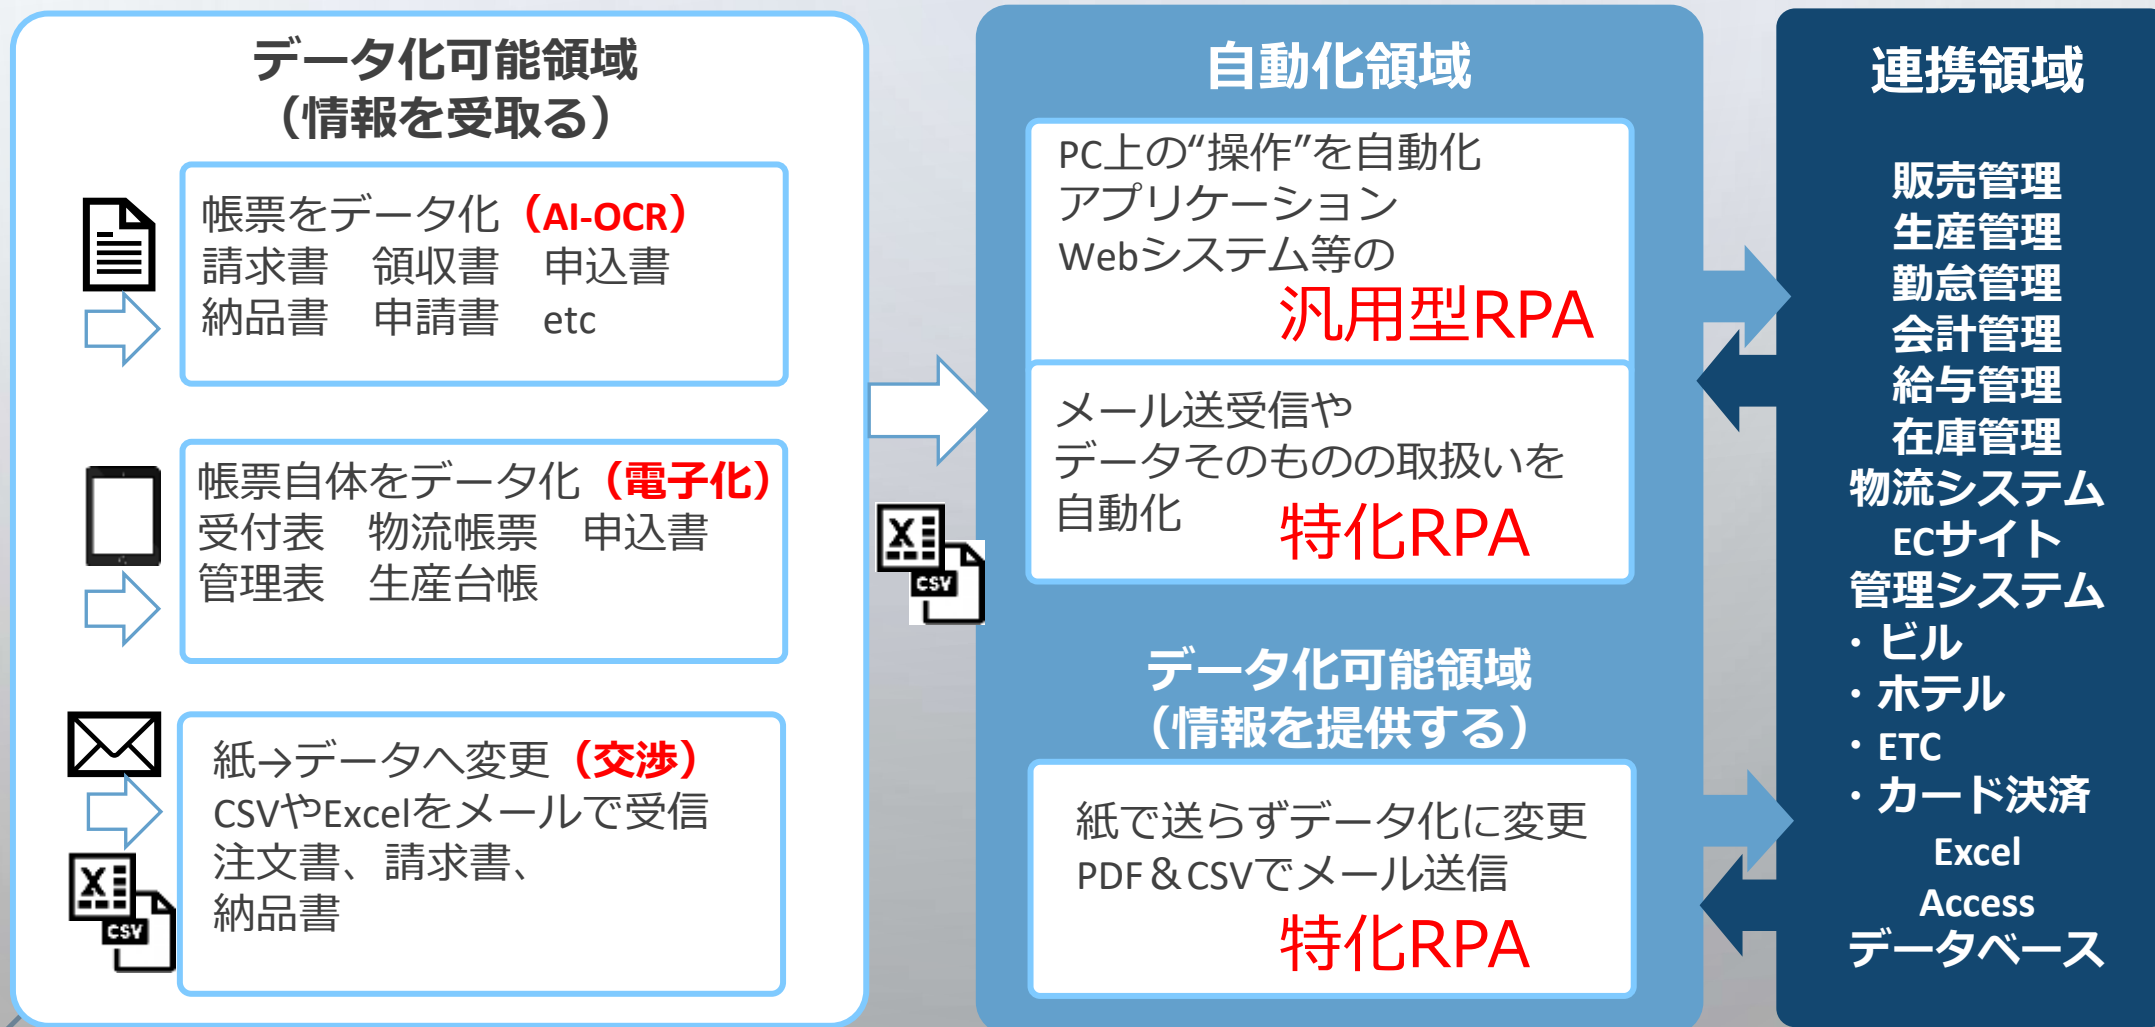 データ化可能領域
（情報を受取る）
帳票をデータ化（AI-OCR）
請求書　領収書　申込書
納品書　申請書　etc
帳票自体をデータ化（電子化）
受付表　物流帳票　申込書
管理表　生産台帳
紙→データへ変更（交渉）
CSVやExcelをメールで受信
注文書、請求書、
納品書
X
CSV
X
CSV
自動化領域
PC上の“操作”を自動化
アプリケーション
Webシステム等の
汎用型RPA
メール送受信や
データそのものの取扱いを
自動化
特化RPA
データ化可能領域
（情報を提供する）
紙で送らずデータ化に変更
PDF＆CSVでメール送信
特化RPA
連携領域
販売管理
生産管理
勤怠管理
会計管理
給与管理
在庫管理
物流システム
ECサイト
管理システム
・ビル
・ホテル
・ETC
・カード決済
Excel
Access
データベース